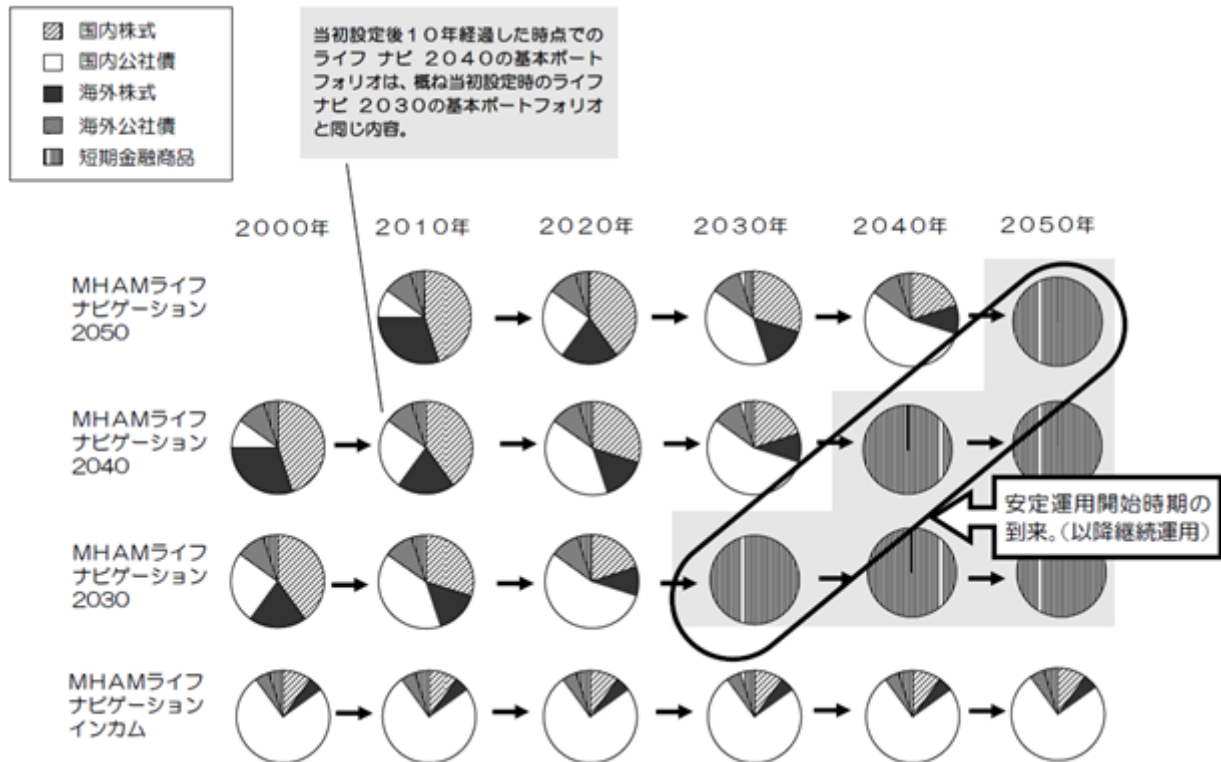 国内株式
国内公社債
海外株式
海外公社債
短期金融商品
当初設定後10年経過した時点での
ライフ ナビ 2040の基本ポート
フォリオは、概ね当初設定時のライフ
ナビ 2030の基本ポートフォリオ
と同じ内容。
2000年 2010年 2020年 2030年 2040年 2050年
MHAMライフ
ナビゲーション
2050
MHAMライフ
ナビゲーション
2040
安定運用開始時期の
到来。(以降継続運用)
MHAMライフ
ナビゲーション
2030
MHAMライフ
ナビゲーション
インカム